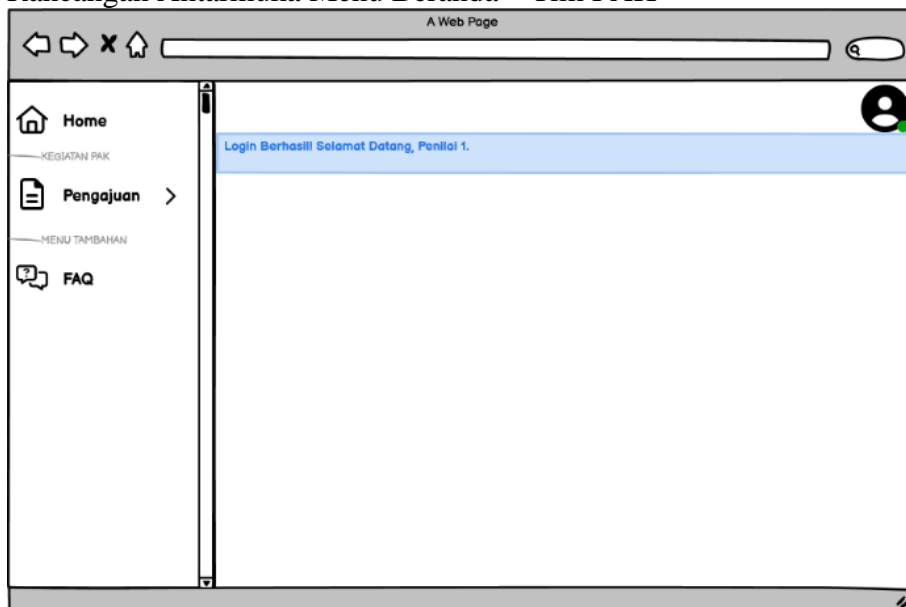 A Web Page
Home
KEGIATAN PAK
Pengajuan
MENU TAMBAHAN
FAQ
Login Berhasil! Selamat Datang, Penilai 1.